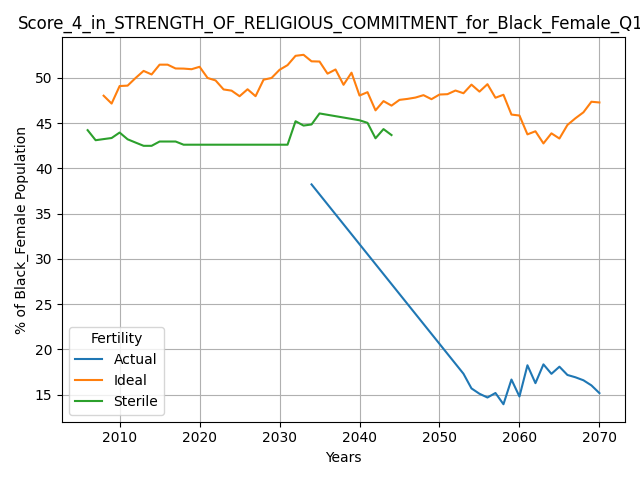 Score_4_in_STRENGTH_OF_RELIGIOUS_COMMITMENT_for_Black_Female_Q1
% of Black_Female Population
50
45
40
35
30
25
20
15
Fertility
Actual
Ideal
Sterile
2010 2020 2030 2040 2050 2060 2070
Years